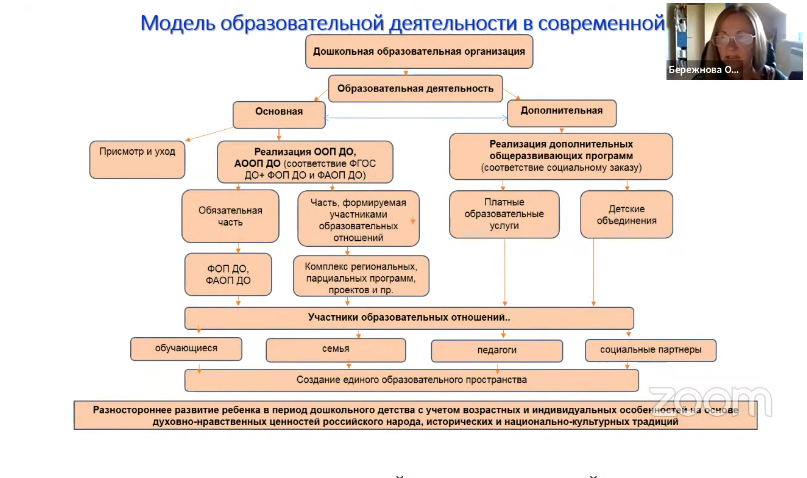 Модель образовательной деятельности в современной
Бережнова О...
Дошкольная образовательная организация
Образовательная деятельность
Основная
Дополнительная
Присмотр и уход
Реализация ООП ДО,
АООП ДО (соответствие ФГОС
ДО+ ФОП ДО и ФАОП ДО)
Реализация дополнительных
общеразвивающих программ
(соответствие социальному заказу)
Обязательная
часть
Часть, формируемая
участниками
образовательных
отношений
Платные
образовательные
услуги
Детские
объединения
ФОП ДО,
ФАОП ДО
Комплекс региональных,
парциальных программ,
проектов и пр.
Участники образовательных отношений..
обучающиеся
семья
педагоги
социальные партнеры
Создание единого образовательного пространства
zoom
Разностороннее развитие ребенка в период дошкольного детства с учетом возрастных и индивидуальных особенностей на основе
духовно-нравственных ценностей российского народа, исторических и национально-культурных традиций